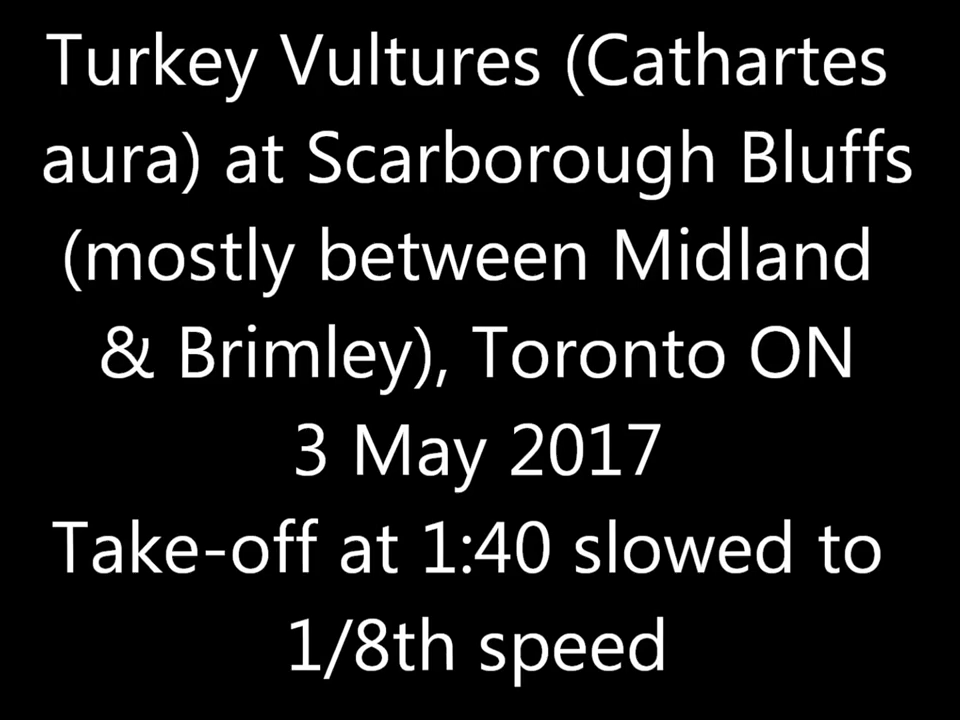 Turkey Vultures (Cathartes
aura) at Scarborough Bluffs
(mostly between Midland
& Brimley), Toronto ON
3 May 2017
Take-off at 1:40 slowed to
1/8th speed